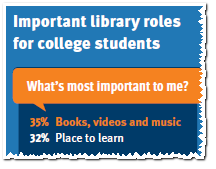 Important library roles
for college students
What's most important to me?
35% Books, videos and music
32% Place to learn